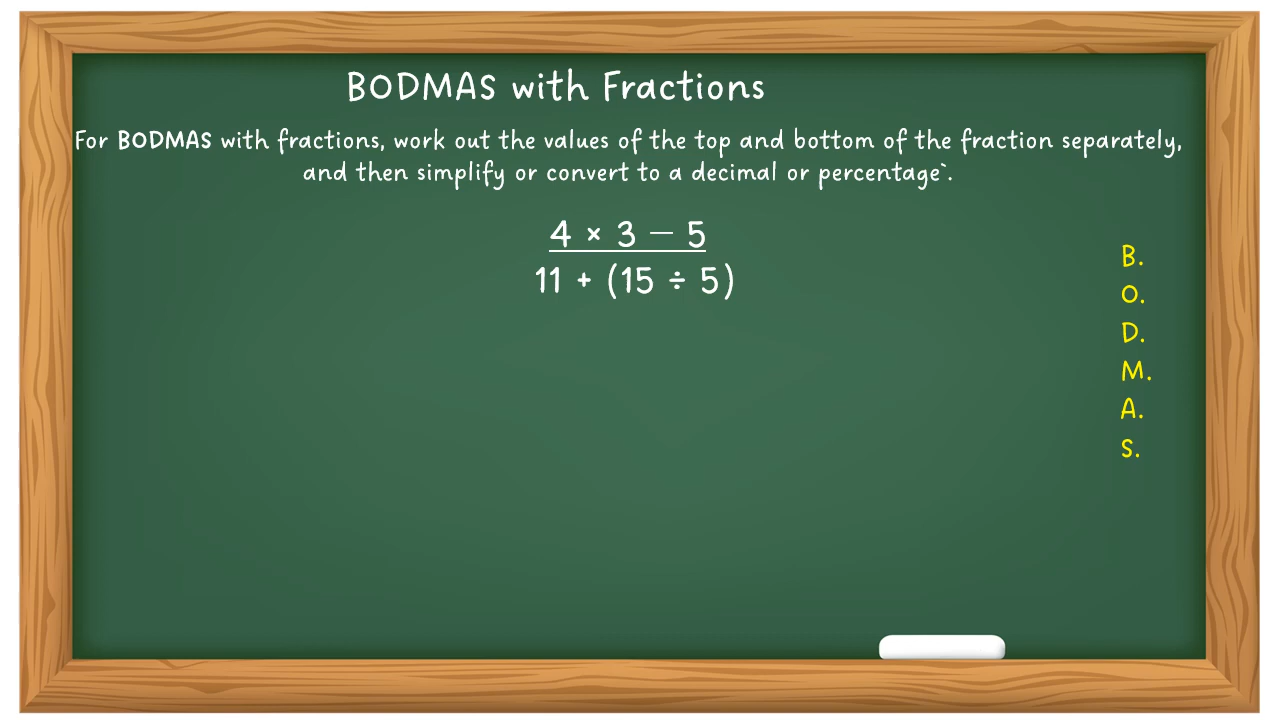 BODMAS with Fractions
For BODMAS with fractions, work out the values of the top and bottom of the fraction separately,
and then simplify or convert to a decimal or percentage`.
4 × 3 – 5
11 + (15 ÷ 5)
B.
O.
D.
M.
A.
S.